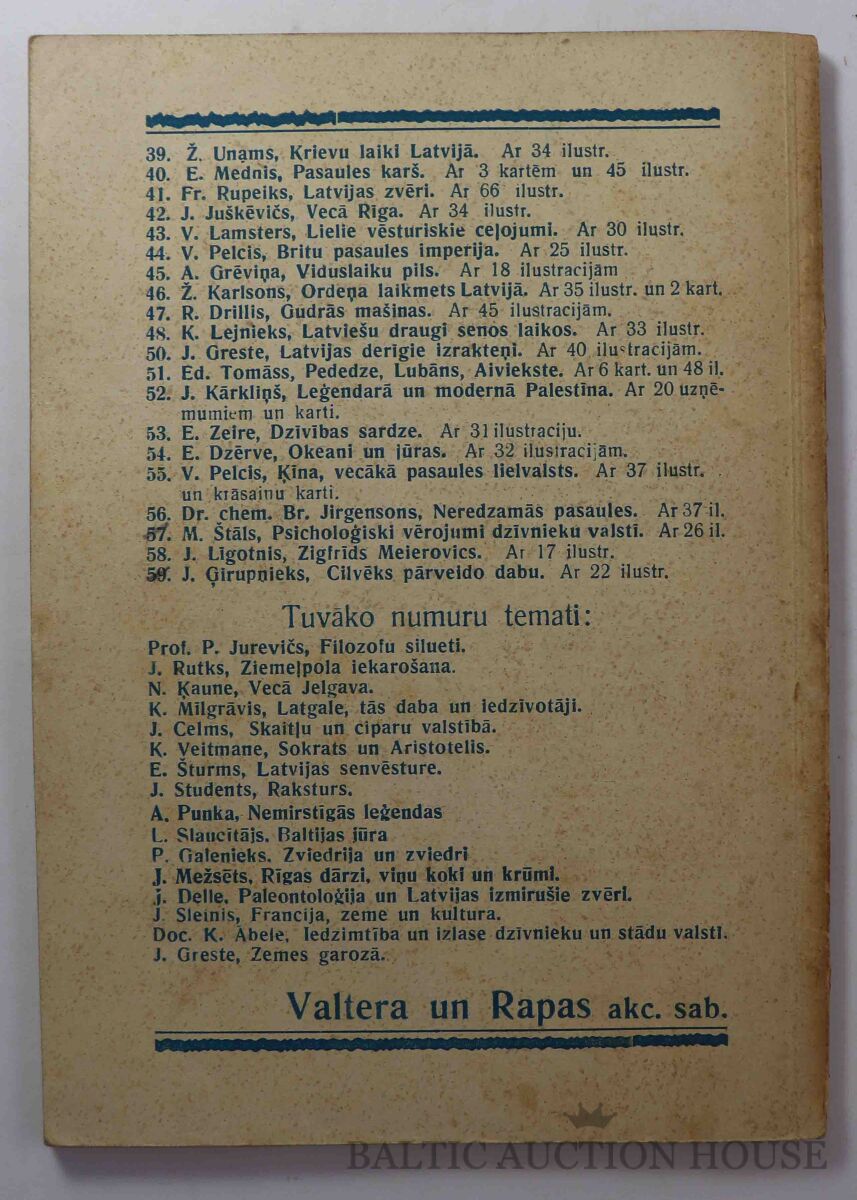 39. Ž. Unams, Krievu laiki Latvijā. Ar 34 ilustr.
40. E. Mednis, Pasaules karš. Ar 3 kartēm un 45 ilustr.
41. Fr. Rupeiks, Latvijas zvēri. Ar 66 ilustr.
42. J. Juškēvičs, Vecā Rīga. Ar 34 ilustr.
43. V. Lamsters, Lielie vēsturiskie ceļojumi. Ar 30 ilustr.
44. V. Pelcis, Britu pasaules imperija. Ar 25 ilustr.
45. A. Grēviņa, Viduslaiku pils. Ar 18 ilustracijām
46. Ž. Karlsons, Ordeņa laikmets Latvijā. Ar 35 ilustr. un 2 kart.
47. R. Drillis, Gudrās mašinas. Ar 45 ilustracijām.
48. K. Lejnieks, Latviešu draugi senos laikos. Ar 33 ilustr.
50. J. Greste, Latvijas derīgie izrakteņi. Ar 40 ilustracijām.
51. Ed. Tomāss, Pededze, Lubāns, Aiviekste. Ar 6 kart. un 48 il.
52. J. Kārkliņš, Leģendarā un modernā Palestīna. Ar 20 uzņē-
mumiem un karti.
53. E. Zeire, Dzīvības sardze. Ar 31 ilustraciju.
54. E. Dzērve, Okeani un jūras. Ar 32 ilustracijām.
55. V. Pelcis, Ķīna, vecākā pasaules lielvalsts. Ar 37 ilustr.
un krāsainu karti.
56. Dr. chem. Br. Jirgensons, Neredzamās pasaules. Ar 37 il.
57. M. Štāls, Psicholoģiski vērojumi dzīvnieku valstī. Ar 26 il.
58. J. Līgotnis, Zigfrīds Meierovics. Ar 17 ilustr.
59. J. Ģirupnieks, Cilvēks pārveido dabu. Ar 22 ilustr.
Tuvāko numuru temati:
Prof. P. Jurevičs, Filozofu silueti.
J. Rutks, Ziemeļpola iekarošana.
N. Ķaune, Vecā Jelgava.
K. Milgrāvis, Latgale, tās daba un iedzīvotāji.
J. Celms, Skaitļu un ciparu valstībā.
K. Veitmane, Sokrats un Aristotelis.
E. Šturms, Latvijas senvēsture.
J. Students, Raksturs.
A. Punka, Nemirstīgās leģendas
L. Slaucītājs. Baltijas jūra
P. Galenieks. Zviedrija un zviedri
J. Mežsēts, Rīgas dārzi, viņu koki un krūmi.
j. Delle. Paleontoloģija un Latvijas izmirušie zvēri.
J. Sleinis, Francija, zeme un kultura.
Doc. K. Ābele, Iedzimtība un izlase dzīvnieku un stādu valstī.
J. Greste, Zemes garozā.
Valtera un Rapas akc. sab.
BALTIC AUCTION HOUSE